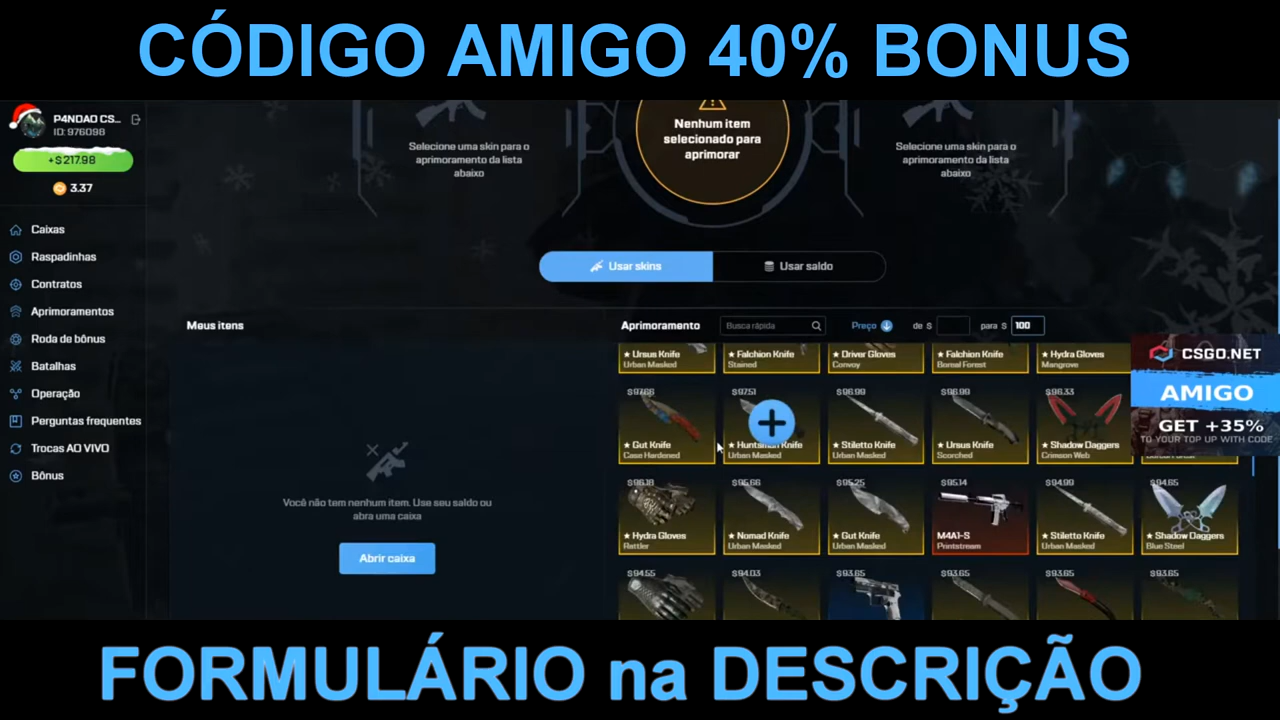 CÓDIGO AMIGO 40% BONUS
P4NDAO CS...
ID: 976098
+$217.98
3.37
Caixas
Raspadinhas
Contratos
Aprimoramentos
Roda de bônus
Batalhas
Operação
Perguntas frequentes
Trocas AO VIVO
Bônus
Selecione uma skin para o
aprimoramento da lista
abaixo
Nenhum item
selecionado para
aprimorar
Selecione uma skin para o
aprimoramento da lista
abaixo
Usar skins
Usar saldo
Meus itens
Você não tem nenhum item. Use seu saldo ou
abra uma caixa
Abrir caixa
Aprimoramento
Busca rápida
Preço
de $
para $
100
★ Ursus Knife
Urban Masked
★ Falchion Knife
Stained
★ Driver Gloves
Convoy
★ Falchion Knife
Boreal Forest
★ Hydra Gloves
Mangrove
★ Gut Knife
Case Hardened
$97.51
★ Huntsman Knife
Urban Masked
$96.99
★ Stiletto Knife
Urban Masked
$96.99
★ Ursus Knife
Scorched
$96.33
★ Shadow Daggers
Crimson Web
$96.18
★ Hydra Gloves
Rattler
$95.66
★ Nomad Knife
Urban Masked
$95.25
★ Gut Knife
Urban Masked
$95.14
M4A1-S
Printstream
$94.99
★ Stiletto Knife
Urban Masked
$94.65
★ Shadow Daggers
Blue Steel
$94.55
$94.03
$93.65
$93.65
$93.65
$93.65
CSGO.NET
AMIGO
GET +35%
TO YOUR TOP UP WITH CODE
FORMULÁRIO na DESCRIÇÃO